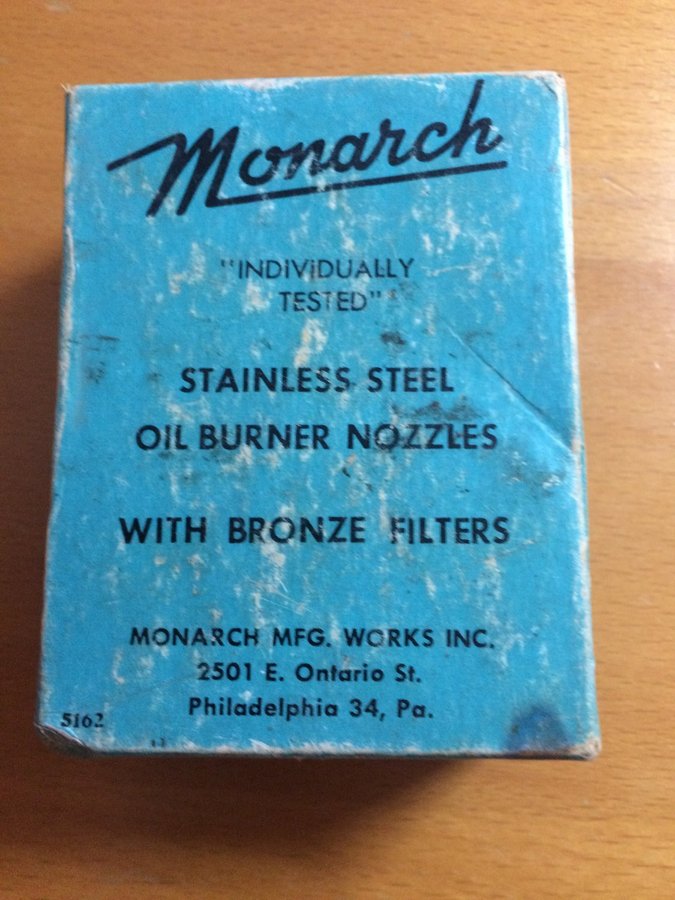 Monarch
"INDIVIDUALLY
TESTED"
STAINLESS STEEL
OIL BURNER NOZZLES
WITH BRONZE FILTERS
MONARCH MFG. WORKS INC.
2501 E. Ontario St.
Philadelphia 34, Pa.
5162